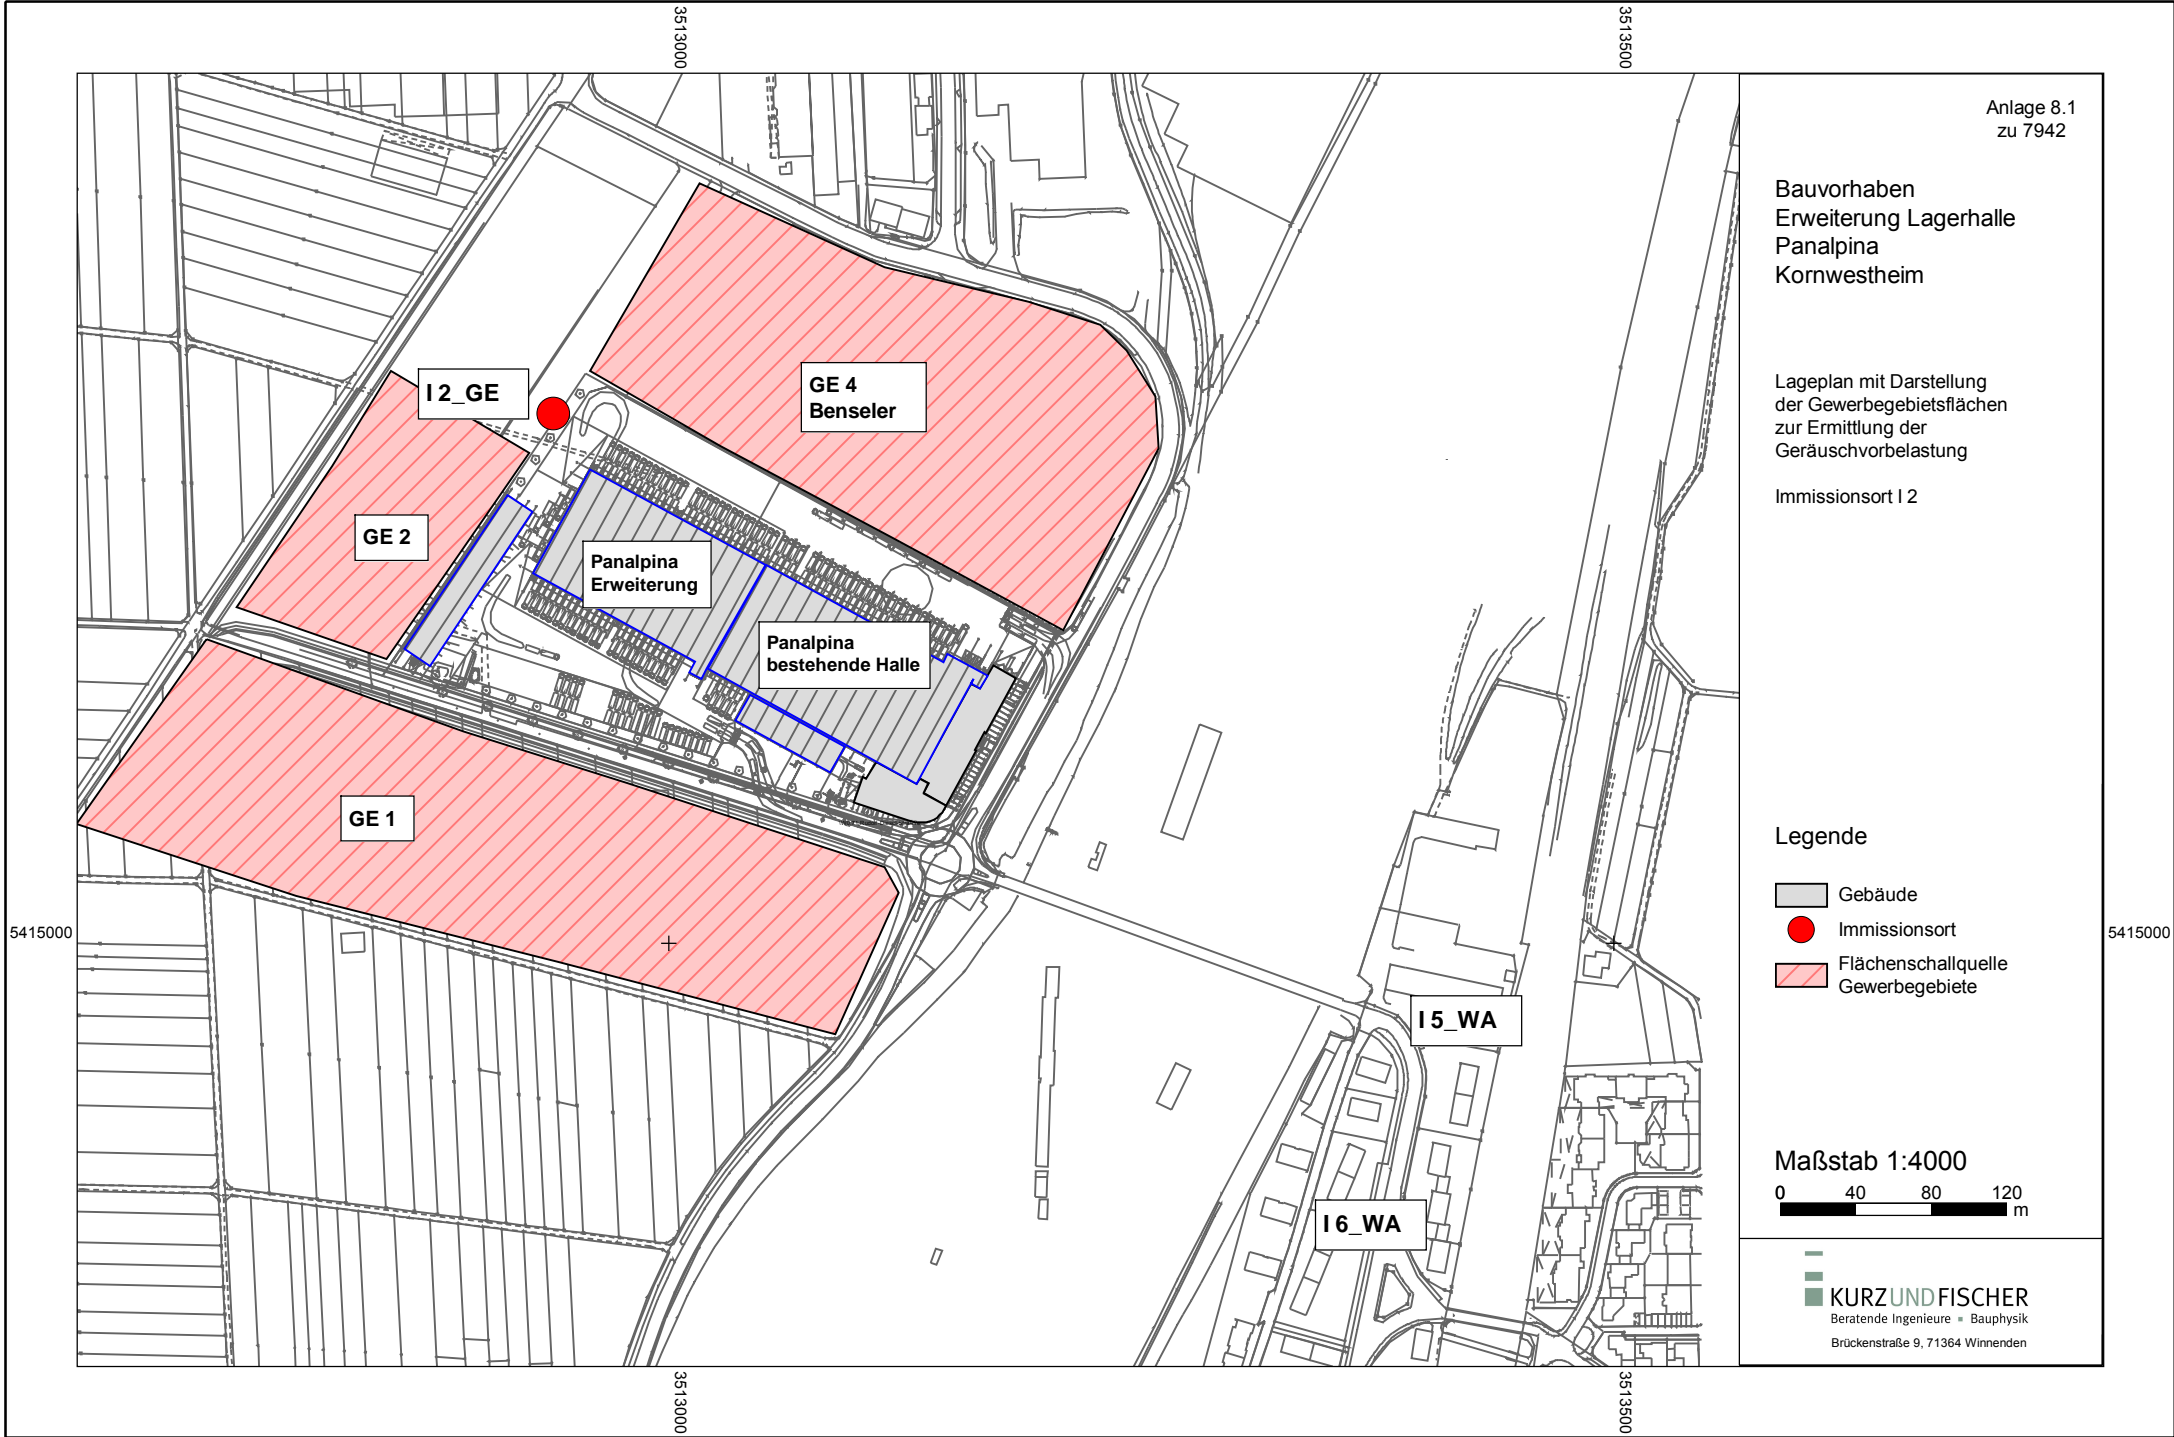 3513000
3513500
Anlage 8.1
zu 7942
Bauvorhaben
Erweiterung Lagerhalle
Panalpina
Kornwestheim
Lageplan mit Darstellung
der Gewerbegebietsflächen
zur Ermittlung der
Geräuschvorbelastung
Immissionsort I 2
I 2_GE
GE 4
Benseler
GE 2
Panalpina
Erweiterung
Panalpina
bestehende Halle
GE 1
5415000
5415000
I 5_WA
I 6_WA
Legende
Gebäude
Immissionsort
Flächenschallquelle
Gewerbegebiete
Maßstab 1:4000
0 40 80 120
m
KURZUNDFISCHER
Beratende Ingenieure ▪ Bauphysik
Brückenstraße 9, 71364 Winnenden
3513000
3513500